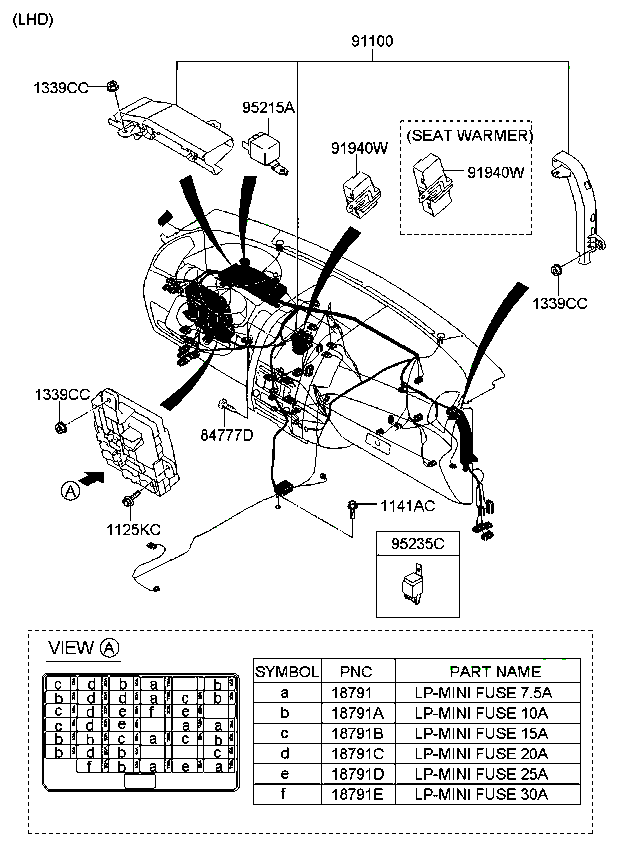 (LHD)
91100
1339CC
95215A
(SEAT WARMER)
91940W
91940W
1339CC
1339CC
84777D
A
1125KC
1141AC
95235C
VIEW A
c d b a b
b d d a c b
c d e f e
c d e a a
b b c a c b
b d b c
f b a e a
SYMBOL PNC PART NAME
a 18791 LP-MINI FUSE 7.5A
b 18791A LP-MINI FUSE 10A
c 18791B LP-MINI FUSE 15A
d 18791C LP-MINI FUSE 20A
e 18791D LP-MINI FUSE 25A
f 18791E LP-MINI FUSE 30A